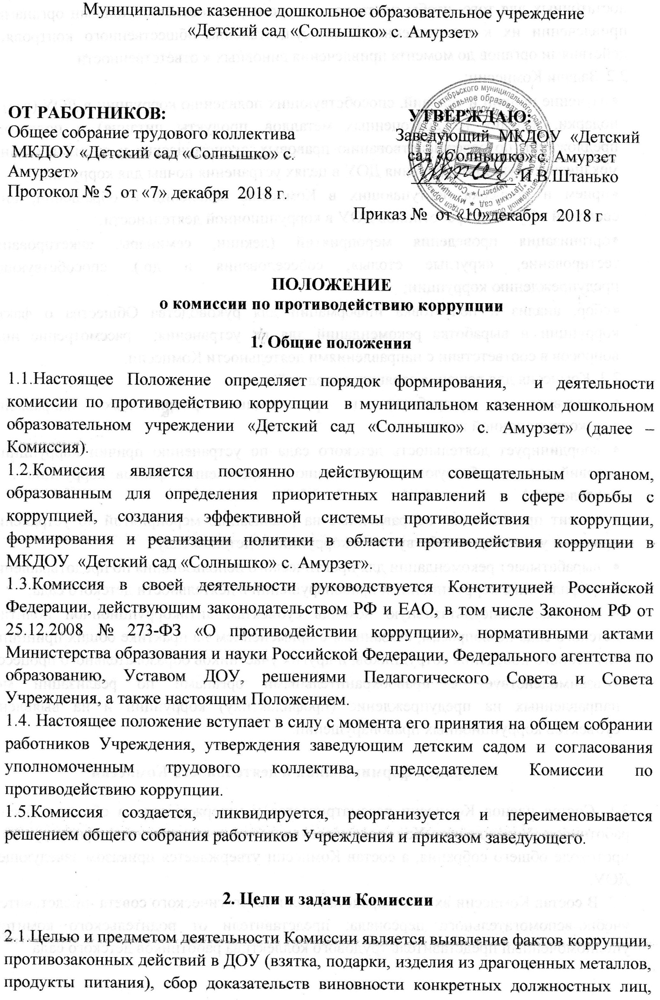 Муниципальное казенное дошкольное образовательное учреждение
«Детский сад «Солнышко» с. Амурзет»
ОТ РАБОТНИКОВ:
Общее собрание трудового коллектива
МКДОУ «Детский сад «Солнышко» с.
Амурзет»
Протокол № 5 от «7» декабря 2018 г.
УТВЕРЖДАЮ:
Заведующий МКДОУ «Детский
сад «Солнышко» с. Амурзет
____________ И.В.Штанько
Приказ № от «10»декабря 2018 г
ПОЛОЖЕНИЕ
о комиссии по противодействию коррупции
1. Общие положения
1.1.Настоящее Положение определяет порядок формирования, и деятельности
комиссии по противодействию коррупции в муниципальном казенном дошкольном
образовательном учреждении «Детский сад «Солнышко» с. Амурзет» (далее –
Комиссия).
1.2.Комиссия является постоянно действующим совещательным органом,
образованным для определения приоритетных направлений в сфере борьбы с
коррупцией, создания эффективной системы противодействия коррупции,
формирования и реализации политики в области противодействия коррупции в
МКДОУ «Детский сад «Солнышко» с. Амурзет».
1.3.Комиссия в своей деятельности руководствуется Конституцией Российской
Федерации, действующим законодательством РФ и ЕАО, в том числе Законом РФ от
25.12.2008 № 273-ФЗ «О противодействии коррупции», нормативными актами
Министерства образования и науки Российской Федерации, Федерального агентства по
образованию, Уставом ДОУ, решениями Педагогического Совета и Совета
Учреждения, а также настоящим Положением.
1.4. Настоящее положение вступает в силу с момента его принятия на общем собрании
работников Учреждения, утверждения заведующим детским садом и согласования
уполномоченным трудового коллектива, председателем Комиссии по
противодействию коррупции.
1.5.Комиссия создается, ликвидируется, реорганизуется и переименовывается
решением общего собрания работников Учреждения и приказом заведующего.
2. Цели и задачи Комиссии
2.1.Целью и предметом деятельности Комиссии является выявление фактов коррупции,
противозаконных действий в ДОУ (взятка, подарки, изделия из драгоценных металлов,
продукты питания), сбор доказательств виновности конкретных должностных лиц,